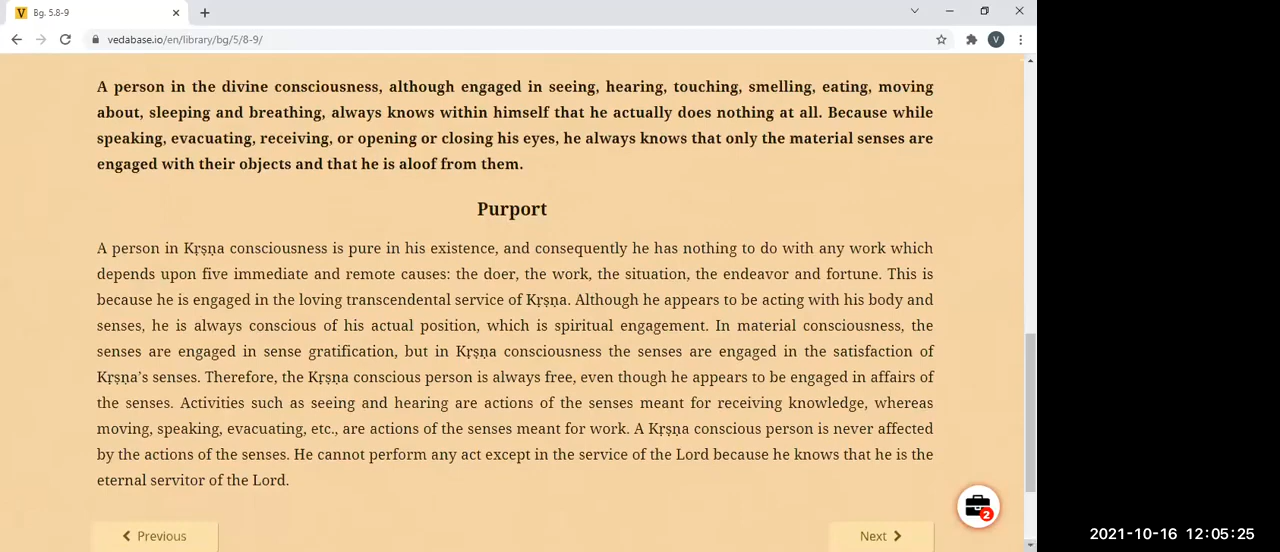 Bg. 5.8-9
vedabase.io/en/library/bg/5/8-9/
V
A person in the divine consciousness, although engaged in seeing, hearing, touching, smelling, eating, moving
about, sleeping and breathing, always knows within himself that he actually does nothing at all. Because while
speaking, evacuating, receiving, or opening or closing his eyes, he always knows that only the material senses are
engaged with their objects and that he is aloof from them.
Purport
A person in Kṛṣṇa consciousness is pure in his existence, and consequently he has nothing to do with any work which
depends upon five immediate and remote causes: the doer, the work, the situation, the endeavor and fortune. This is
because he is engaged in the loving transcendental service of Kṛṣṇa. Although he appears to be acting with his body and
senses, he is always conscious of his actual position, which is spiritual engagement. In material consciousness, the
senses are engaged in sense gratification, but in Kṛṣṇa consciousness the senses are engaged in the satisfaction of
Kṛṣṇa’s senses. Therefore, the Kṛṣṇa conscious person is always free, even though he appears to be engaged in affairs of
the senses. Activities such as seeing and hearing are actions of the senses meant for receiving knowledge, whereas
moving, speaking, evacuating, etc., are actions of the senses meant for work. A Kṛṣṇa conscious person is never affected
by the actions of the senses. He cannot perform any act except in the service of the Lord because he knows that he is the
eternal servitor of the Lord.
2
Previous
Next
2021-10-16 12:05:25